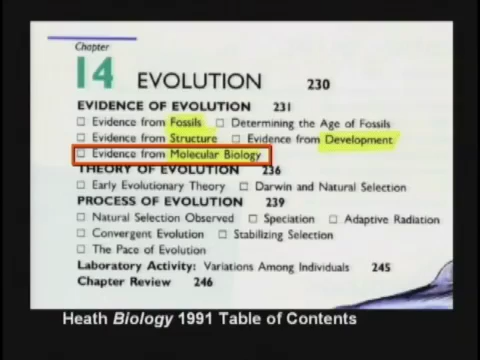 Chapter
14 EVOLUTION 230
EVIDENCE OF EVOLUTION 231
☐ Evidence from Fossils ☐ Determining the Age of Fossils
☐ Evidence from Structure ☐ Evidence from Development
☐ Evidence from Molecular Biology
THEORY OF EVOLUTION 236
☐ Early Evolutionary Theory ☐ Darwin and Natural Selection
PROCESS OF EVOLUTION 239
☐ Natural Selection Observed ☐ Speciation ☐ Adaptive Radiation
☐ Convergent Evolution ☐ Stabilizing Selection
☐ The Pace of Evolution
Laboratory Activity: Variations Among Individuals 245
Chapter Review 246
Heath Biology 1991 Table of Contents